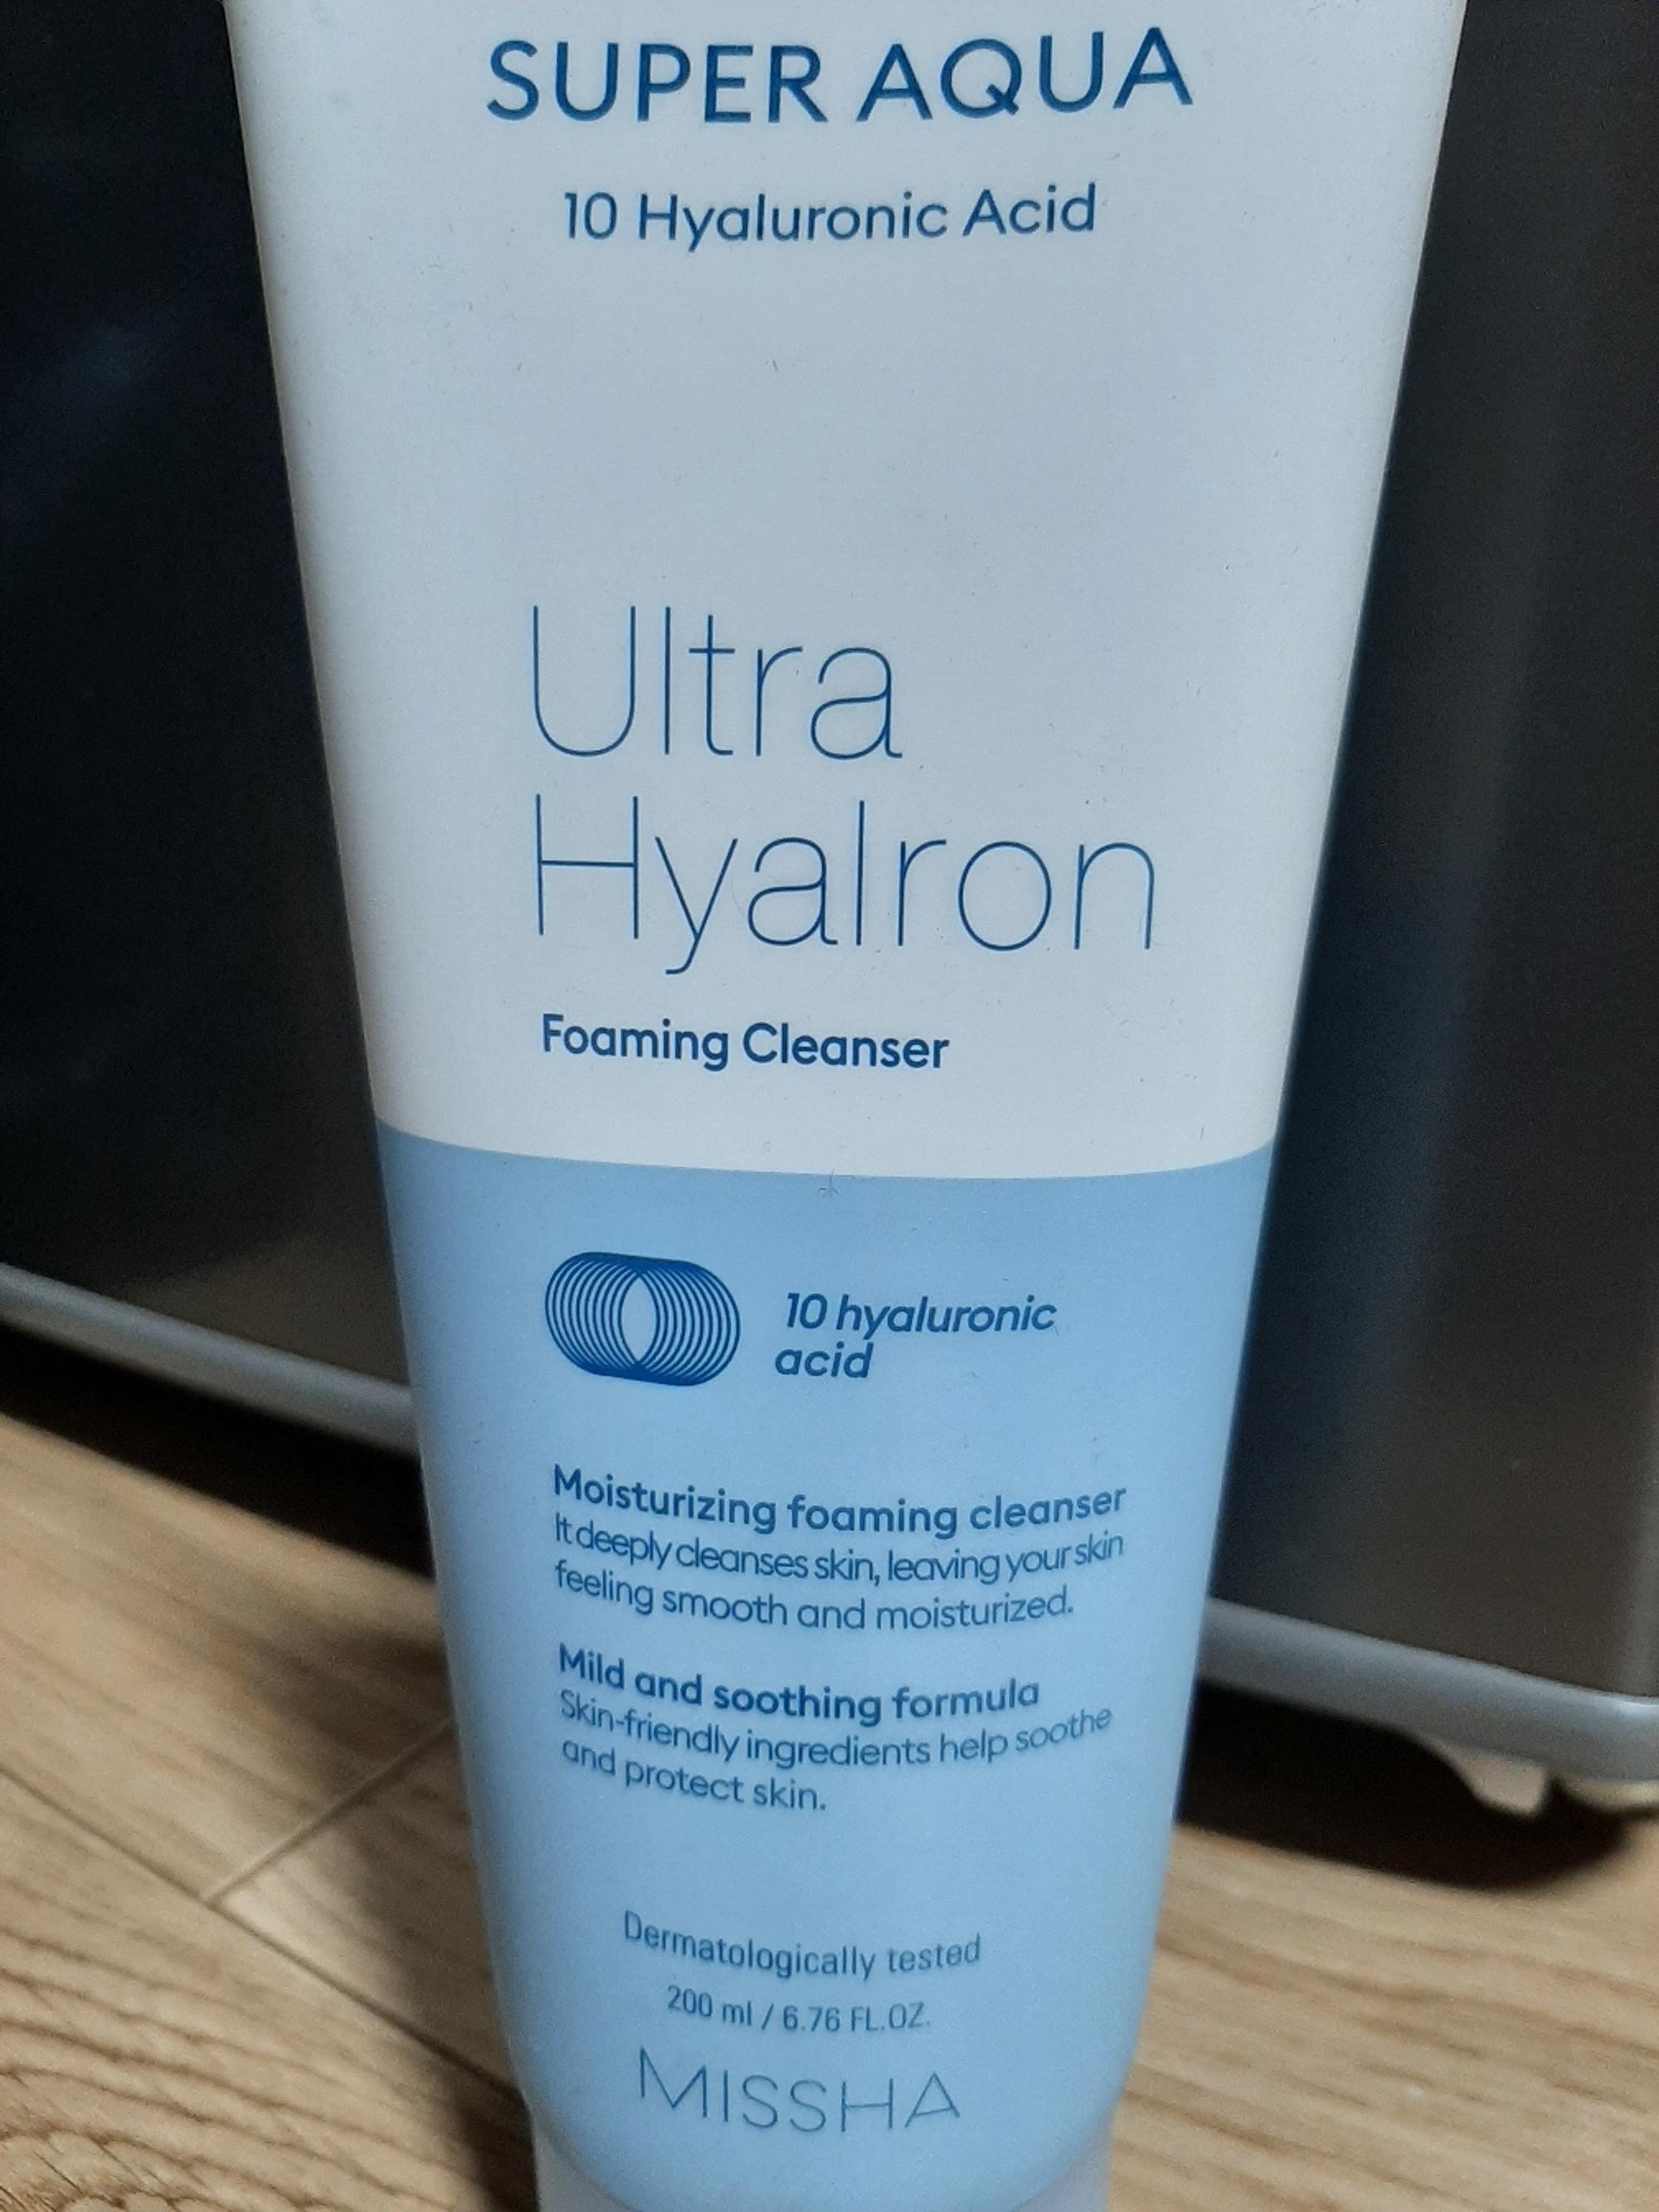 SUPER AQUA
10 Hyaluronic Acid
Ultra
Hyalron
Foaming Cleanser
10 hyaluronic
acid
Moisturizing foaming cleanser
It deeply cleanses skin, leaving your skin
feeling smooth and moisturized.
Mild and soothing formula
Skin-friendly ingredients help soothe
and protect skin.
Dermatologically tested
200 ml / 6.76 FL.OZ.
MISSHA